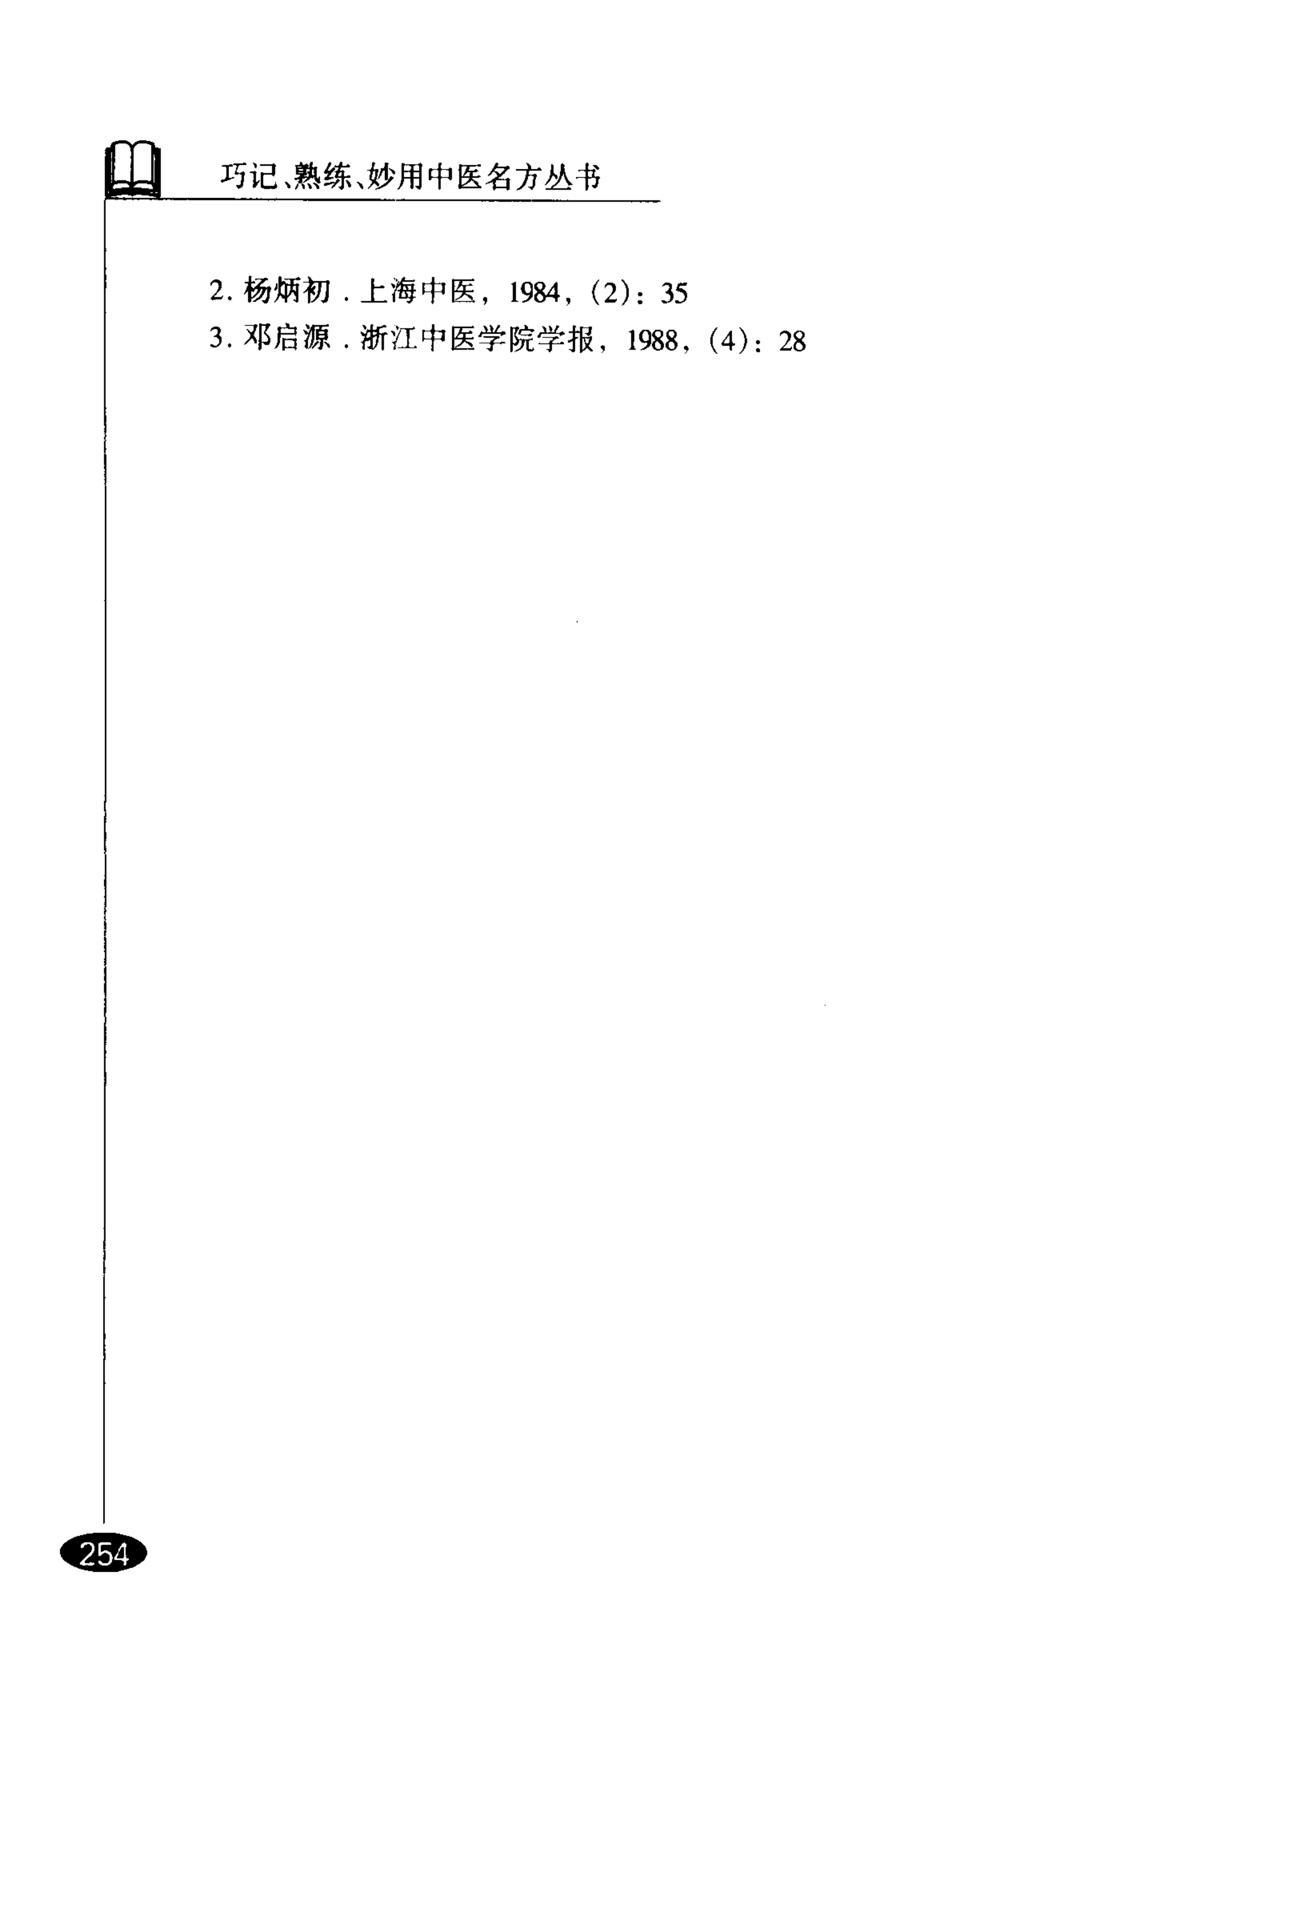 巧记、熟练、妙用中医名方丛书
2. 杨炳初．上海中医，1984，（2）：35
3. 邓启源．浙江中医学院学报，1988，（4）：28
254